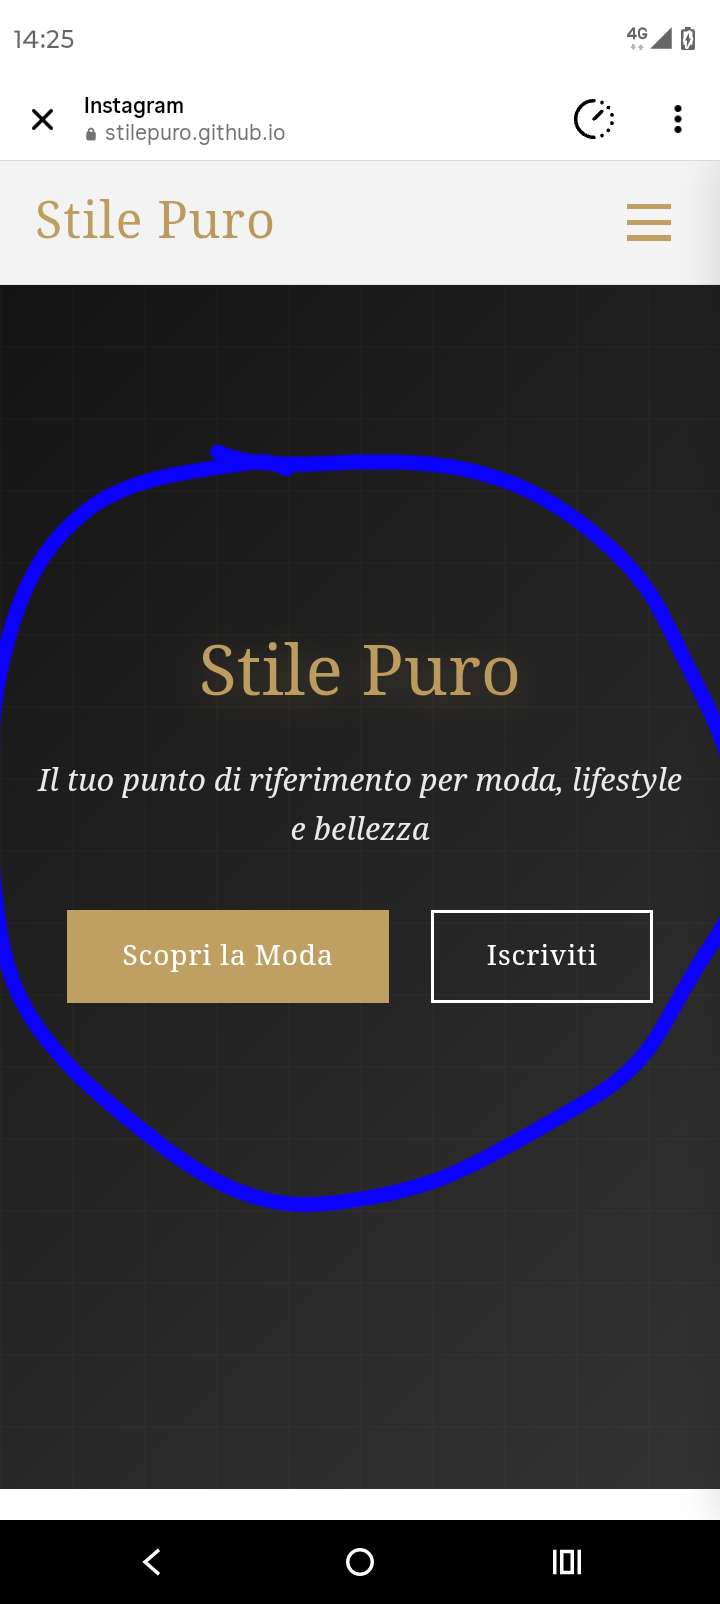 14:25
4G
Instagram
stilepuro.github.io
Stile Puro
Stile Puro
Il tuo punto di riferimento per moda, lifestyle
e bellezza
Scopri la Moda
Iscriviti